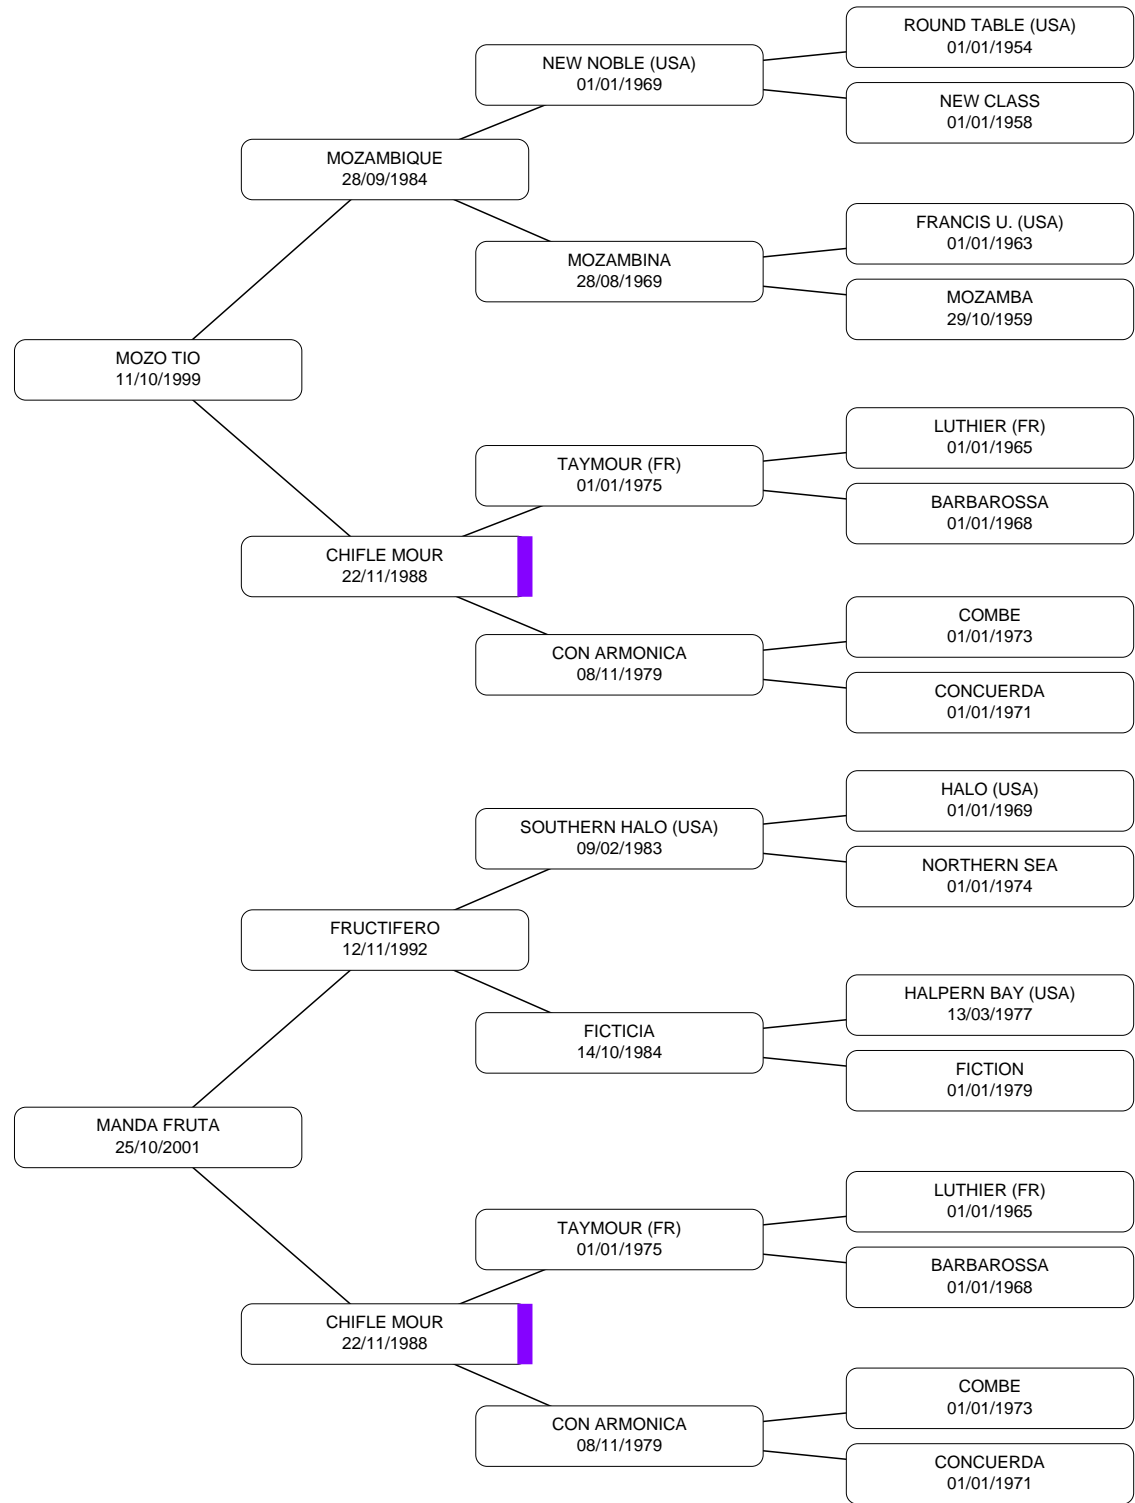 ROUND TABLE (USA)
01/01/1954
NEW NOBLE (USA)
01/01/1969
NEW CLASS
01/01/1958
MOZAMBIQUE
28/09/1984
FRANCIS U. (USA)
01/01/1963
MOZAMBINA
28/08/1969
MOZAMBA
29/10/1959
MOZO TIO
11/10/1999
LUTHIER (FR)
01/01/1965
TAYMOUR (FR)
01/01/1975
BARBAROSSA
01/01/1968
CHIFLE MOUR
22/11/1988
COMBE
01/01/1973
CON ARMONICA
08/11/1979
CONCUERDA
01/01/1971
HALO (USA)
01/01/1969
SOUTHERN HALO (USA)
09/02/1983
NORTHERN SEA
01/01/1974
FRUCTIFERO
12/11/1992
HALPERN BAY (USA)
13/03/1977
FICTICIA
14/10/1984
FICTION
01/01/1979
MANDA FRUTA
25/10/2001
LUTHIER (FR)
01/01/1965
TAYMOUR (FR)
01/01/1975
BARBAROSSA
01/01/1968
CHIFLE MOUR
22/11/1988
COMBE
01/01/1973
CON ARMONICA
08/11/1979
CONCUERDA
01/01/1971